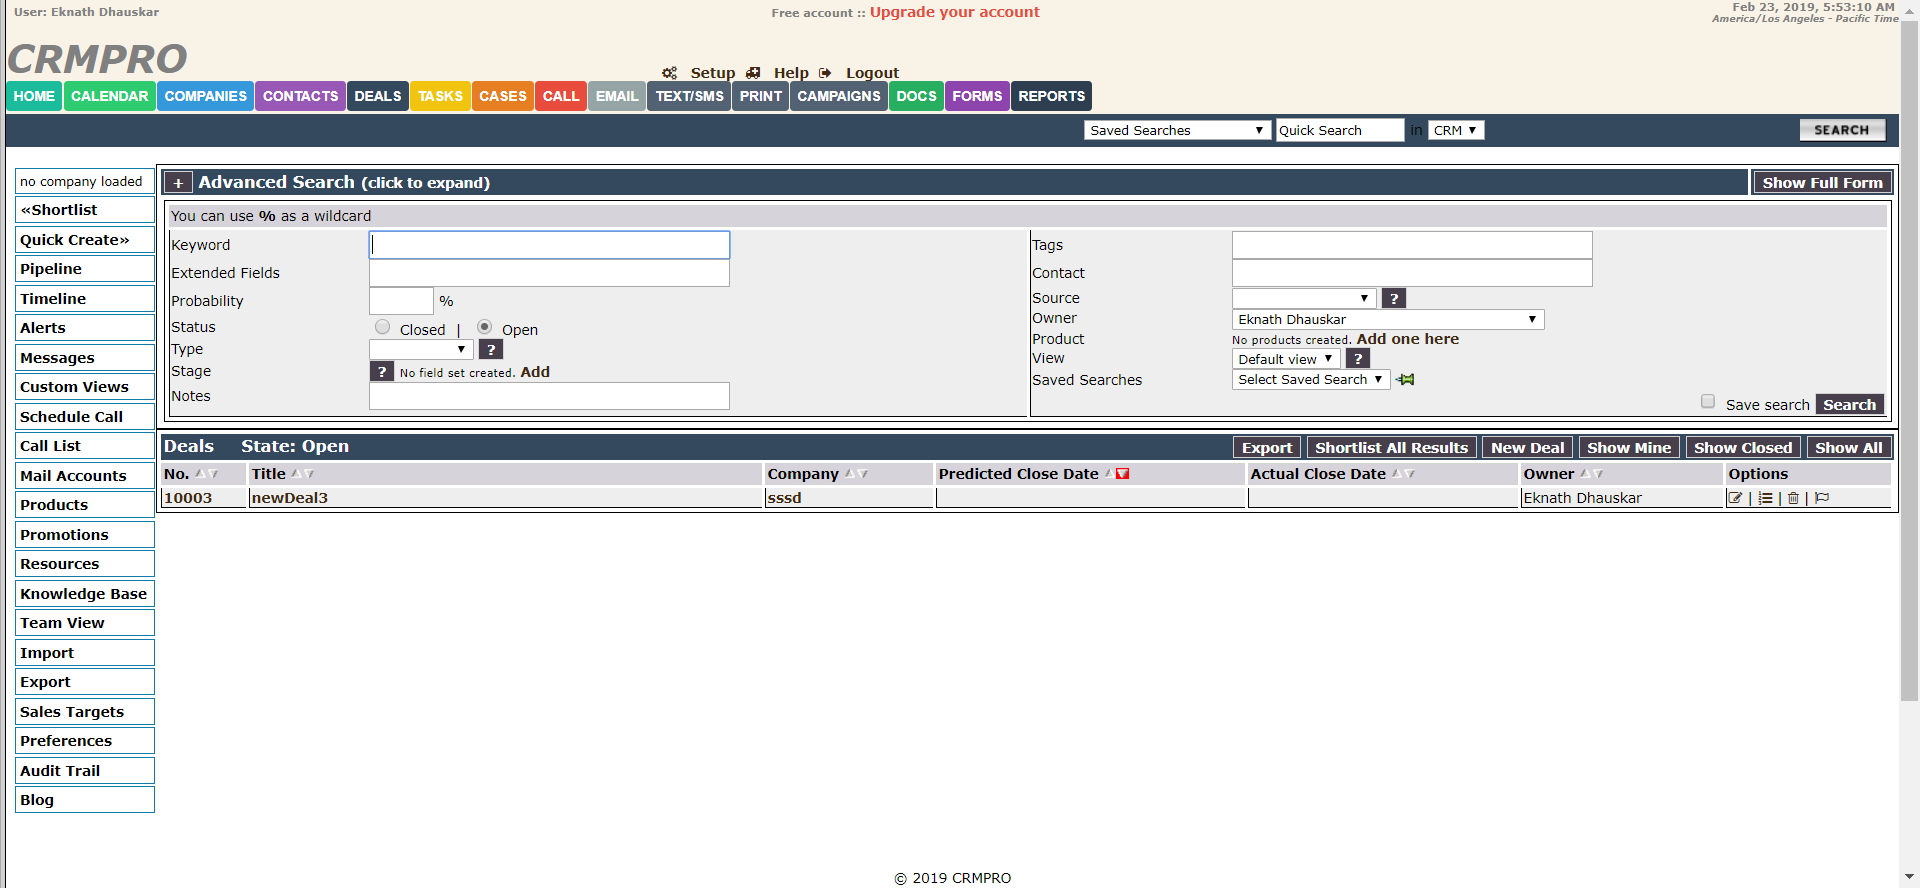 User: Eknath Dhauskar
Free account :: Upgrade your account
Feb 23, 2019, 5:53:10 AM
America/Los Angeles - Pacific Time
CRMPRO
Setup Help Logout
HOME CALENDAR COMPANIES CONTACTS DEALS TASKS CASES CALL EMAIL TEXT/SMS PRINT CAMPAIGNS DOCS FORMS REPORTS
Saved Searches Quick Search in CRM SEARCH
no company loaded
«Shortlist
Quick Create»
Pipeline
Timeline
Alerts
Messages
Custom Views
Schedule Call
Call List
Mail Accounts
Products
Promotions
Resources
Knowledge Base
Team View
Import
Export
Sales Targets
Preferences
Audit Trail
Blog
+ Advanced Search (click to expand) Show Full Form
You can use % as a wildcard
Keyword
Extended Fields
Probability %
Status Closed | Open
Type ?
Stage ? No field set created. Add
Notes
Tags
Contact
Source ?
Owner Eknath Dhauskar
Product No products created. Add one here
View Default view ?
Saved Searches Select Saved Search
Save search Search
Deals State: Open Export Shortlist All Results New Deal Show Mine Show Closed Show All
No. Title Company Predicted Close Date Actual Close Date Owner Options
10003 newDeal3 sssd Eknath Dhauskar | | |
© 2019 CRMPRO